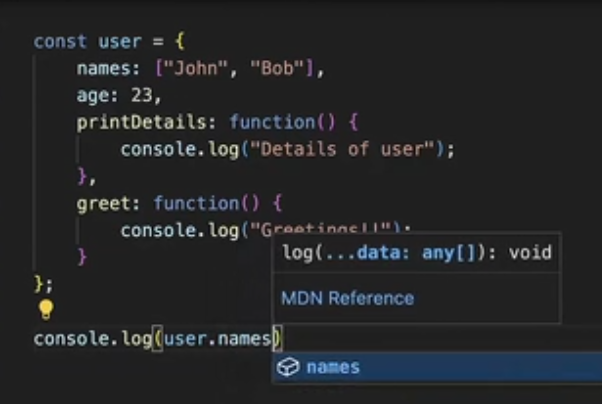 const user = {
names: ["John", "Bob"],
age: 23,
printDetails: function() {
console.log("Details of user");
},
greet: function() {
console.log("Greetings!!");
}
};
log(...data: any[]): void
MDN Reference
console.log(user.names)
names